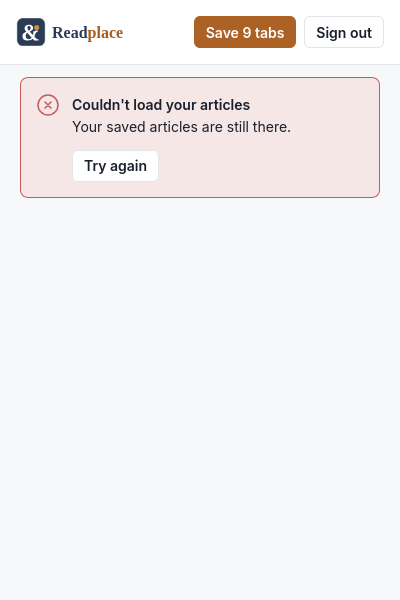 & Readplace
Save 9 tabs
Sign out
Couldn't load your articles
Your saved articles are still there.
Try again